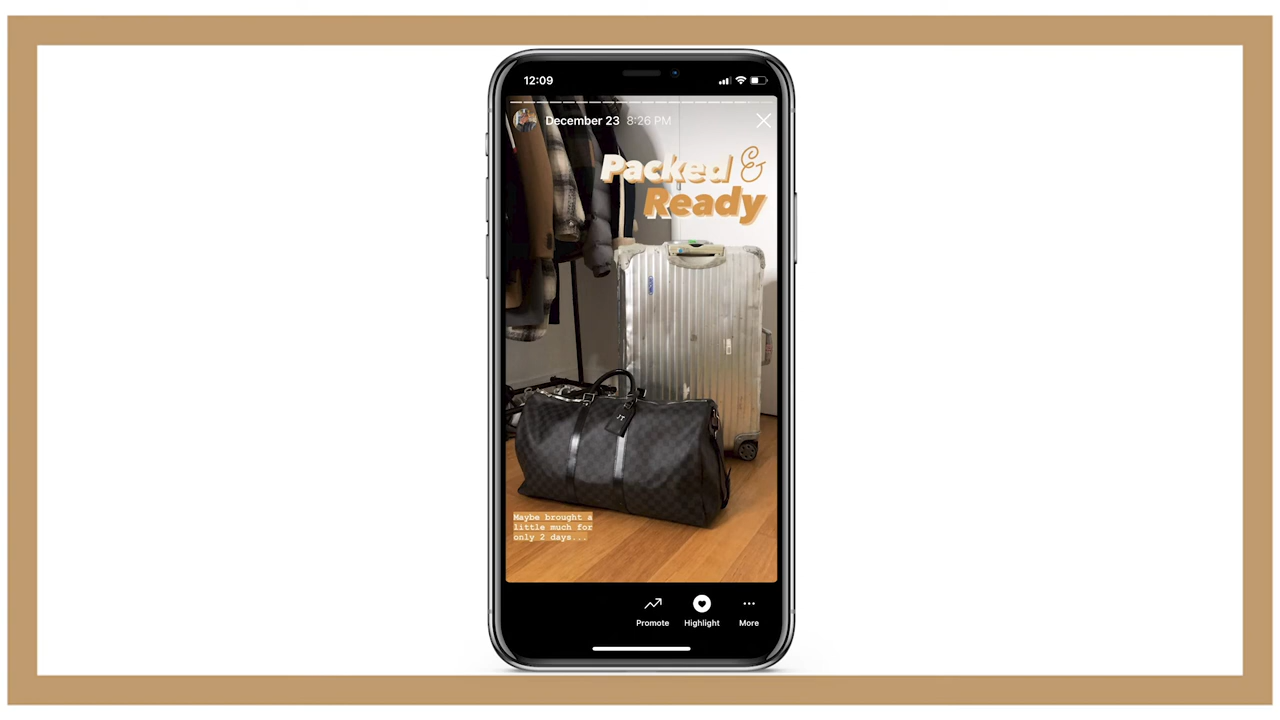 12:09
December 23 8:26 PM
Packed &
Ready
JT
Maybe brought a
little much for
only 2 days...
Promote Highlight More